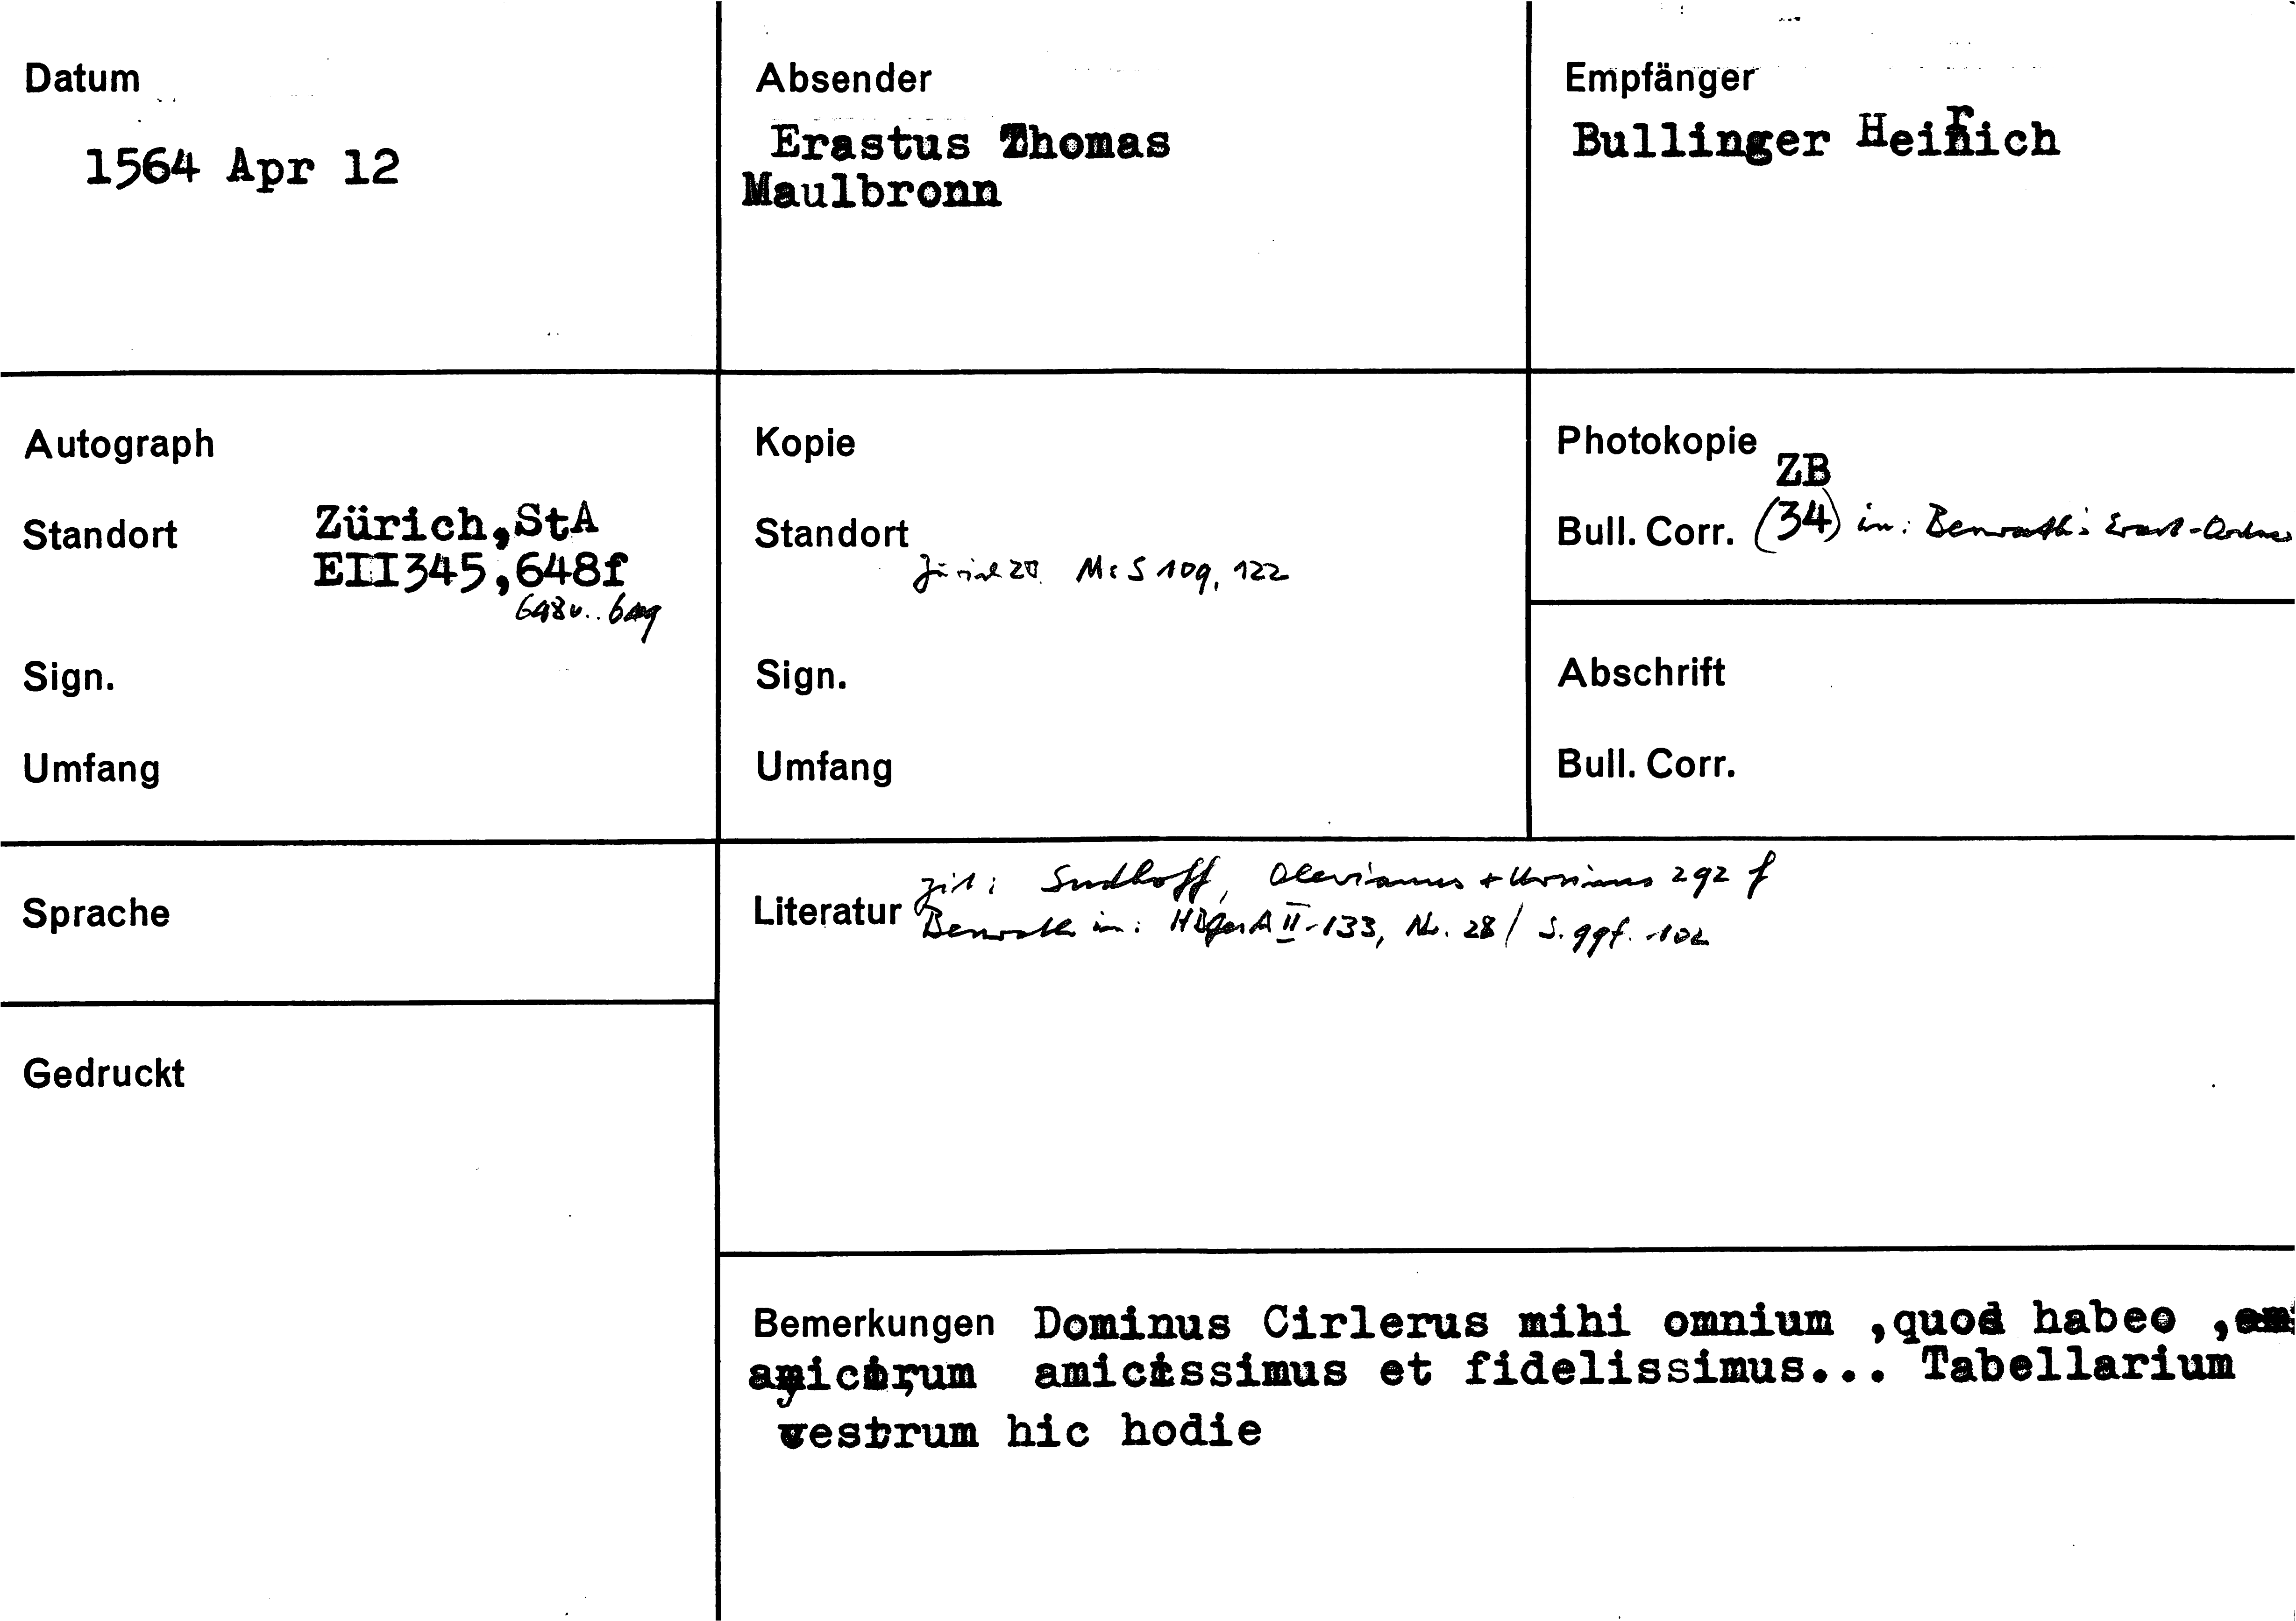 Datum
1564 Apr 12
Absender
Erastus Thomas
Maulbronn
Empfänger
Bullinger Heinrich
Autograph
Standort Zürich,StA
EII345,648f
648v..649
Sign.
Umfang
Kopie
Standort
Zürich ZB Ms S 109, 122
Sign.
Umfang
Photokopie
ZB
Bull. Corr. (34) in: Benrath's Erast-Ordner
Abschrift
Bull. Corr.
Sprache
Literatur zit: Sudhoff, Olevianus + Ursinus 292 f
Benrath in: II 133, Nr. 28 / S. 99f. 102
Gedruckt
Bemerkungen Dominus Cirlerus mihi omnium ,quos habeo ,
amicorum amicissimus et fidelissimus... Tabellarium
vestrum hic hodie